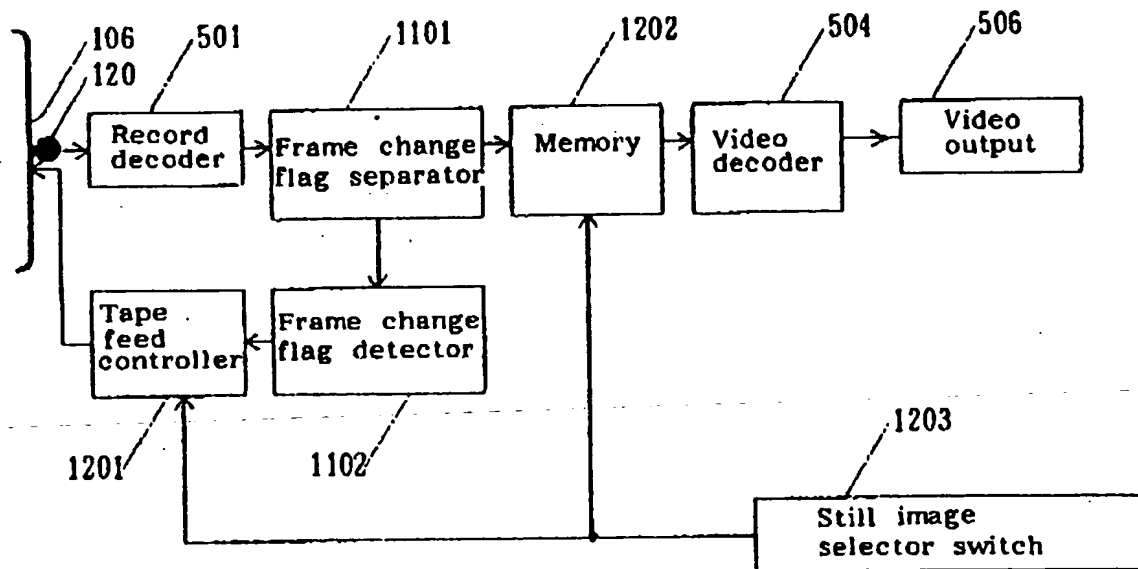 106
120
501
1101
1202
504
506
Record
decoder
Frame change
flag separator
Memory
Video
decoder
Video
output
Tape
feed
controller
Frame change
flag detector
1201
1102
1203
Still image
selector switch